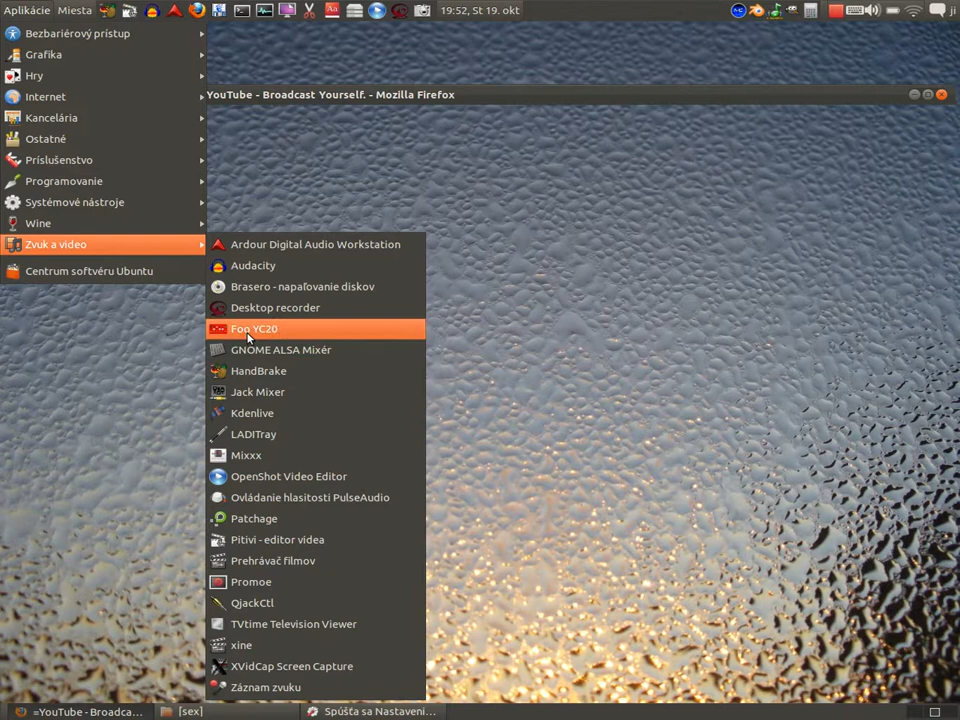 Aplikácie Miesta 19:52, St 19. okt ji
Bezbariérový prístup
Grafika
Hry
Internet
Kancelária
Ostatné
Príslušenstvo
Programovanie
Systémové nástroje
Wine
Zvuk a video
Centrum softvéru Ubuntu
YouTube - Broadcast Yourself. - Mozilla Firefox
Ardour Digital Audio Workstation
Audacity
Brasero - napaľovanie diskov
Desktop recorder
Foo YC20
GNOME ALSA Mixér
HandBrake
Jack Mixer
Kdenlive
LADITray
Mixxx
OpenShot Video Editor
Ovládanie hlasitosti PulseAudio
Patchage
Pitivi - editor videa
Prehrávač filmov
Promoe
QjackCtl
TVtime Television Viewer
xine
XVidCap Screen Capture
Záznam zvuku
=YouTube - Broadca... [sex] Spúšťa sa Nastaveni...